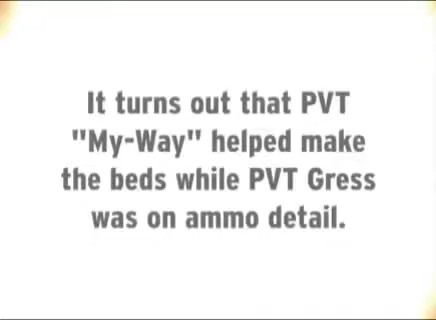 It turns out that PVT
"My-Way" helped make
the beds while PVT Gress
was on ammo detail.